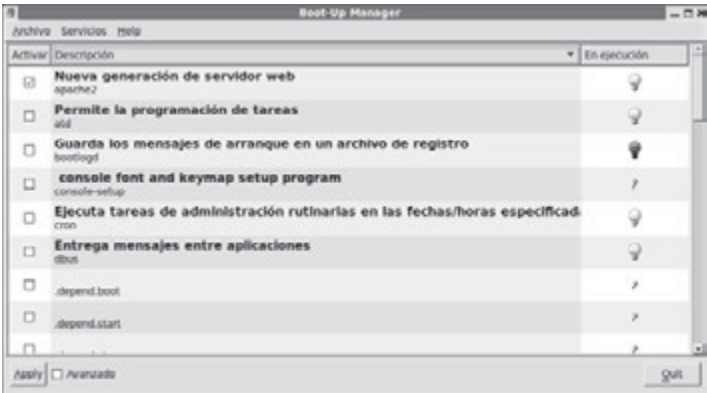 Boot-Up Manager
Archivo Servicios Help
Activar Descripción En ejecución
Nueva generación de servidor web
apache2
Permite la programación de tareas
atd
Guarda los mensajes de arranque en un archivo de registro
bootlogd
console font and keymap setup program
console-setup
?
Ejecuta tareas de administración rutinarias en las fechas/horas especificad
cron
Entrega mensajes entre aplicaciones
dbus
.depend.boot ?
.depend.start ?
?
Apply Avanzado Quit